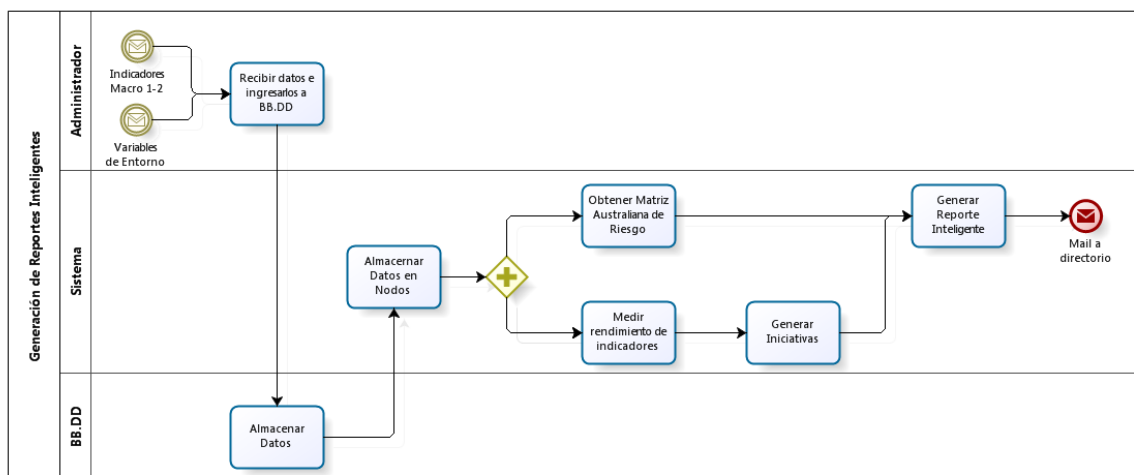 Generación de Reportes Inteligentes
Administrador
Indicadores
Macro 1-2
Variables
de Entorno
Recibir datos e
ingresarlos a
BB.DD
Sistema
Almacernar
Datos en
Nodos
Obtener Matriz
Australiana de
Riesgo
Medir
rendimiento de
indicadores
Generar
Iniciativas
Generar
Reporte
Inteligente
Mail a
directorio
BB.DD
Almacenar
Datos